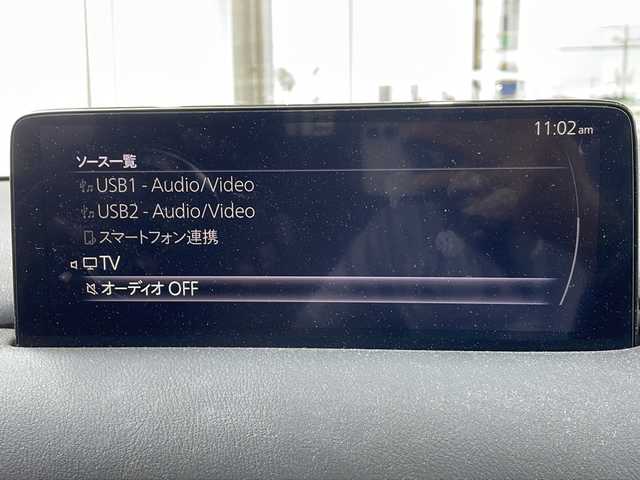 11:02am
ソース一覧
USB1 - Audio/Video
USB2 - Audio/Video
スマートフォン連携
TV
オーディオ OFF